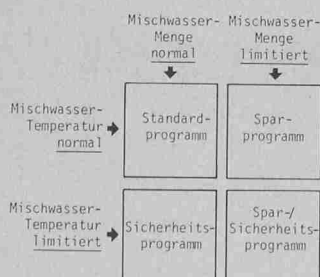 Mischwasser- Mischwasser-
Menge Menge
normal limitiert
Mischwasser-
Temperatur
normal
Standard-
programm
Spar-
programm
Mischwasser-
Temperatur
limitiert
Sicherheits-
programm
Spar-/
Sicherheits-
programm